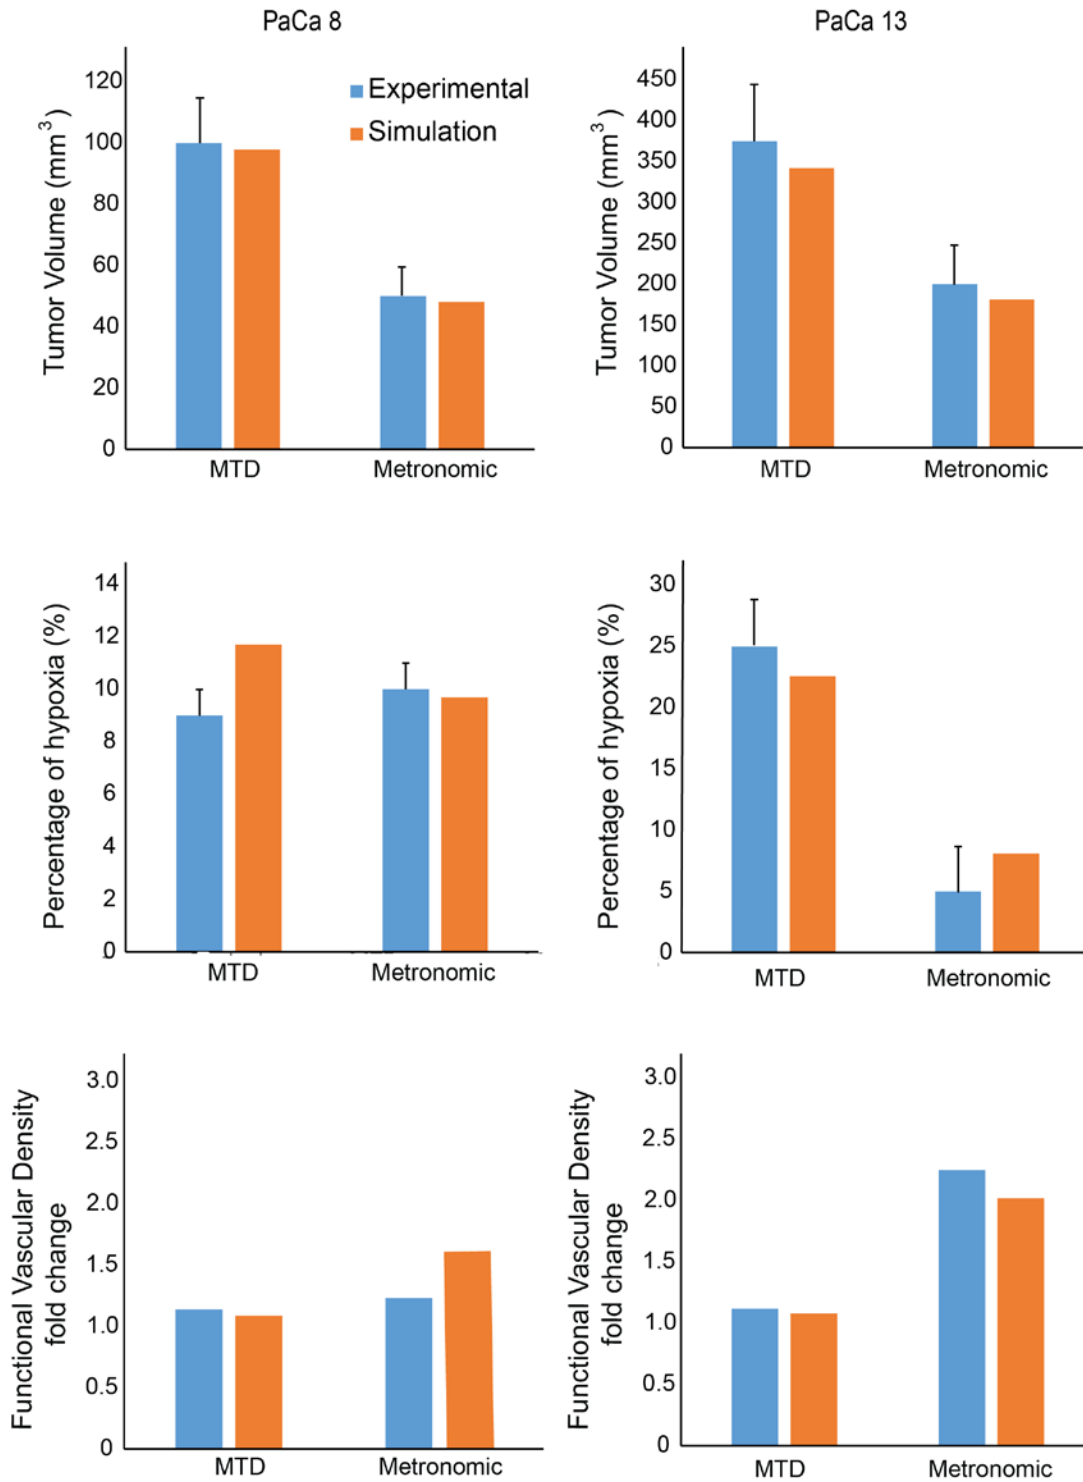 PaCa 8
PaCa 13
Tumor Volume (mm³)
120
100
80
60
40
20
0
Experimental
Simulation
MTD
Metronomic
Tumor Volume (mm³)
450
400
350
300
250
200
150
100
50
0
MTD
Metronomic
Percentage of hypoxia (%)
14
12
10
8
6
4
2
0
MTD
Metronomic
Percentage of hypoxia (%)
30
25
20
15
10
5
0
MTD
Metronomic
Functional Vascular Density
fold change
3.0
2.5
2.0
1.5
1.0
0.5
0
MTD
Metronomic
Functional Vascular Density
fold change
3.0
2.5
2.0
1.5
1.0
0.5
0
MTD
Metronomic